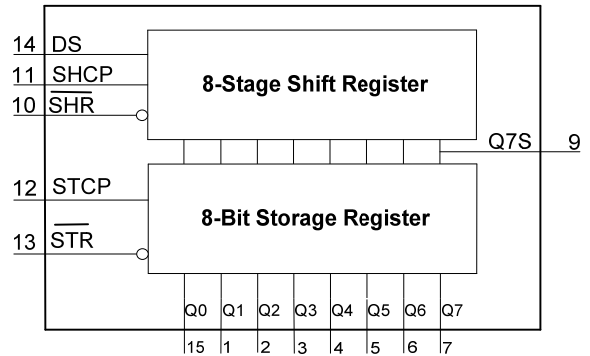 14 DS
11 SHCP
10 SHR
8-Stage Shift Register
Q7S 9
12 STCP
13 STR
8-Bit Storage Register
Q0 Q1 Q2 Q3 Q4 Q5 Q6 Q7
15 1 2 3 4 5 6 7